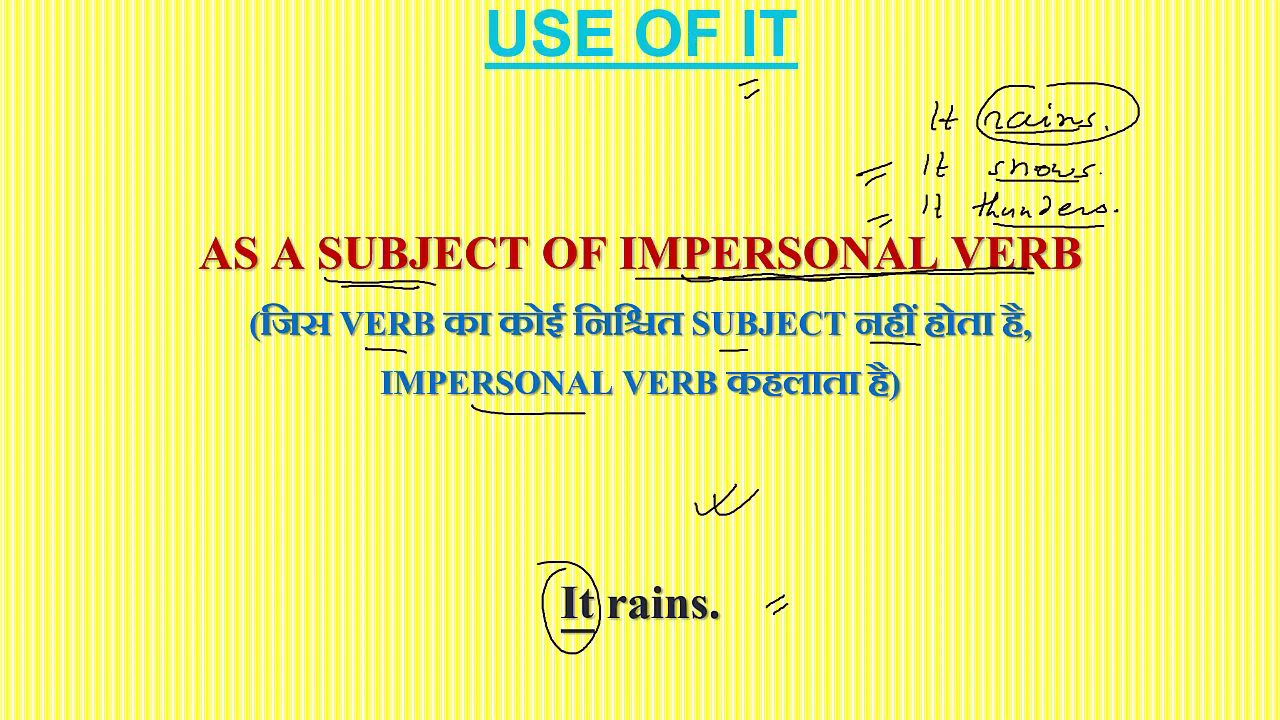 USE OF IT
It rains.
It snows.
It thunders.
AS A SUBJECT OF IMPERSONAL VERB
(जिस VERB का कोई निश्चित SUBJECT नहीं होता है,
IMPERSONAL VERB कहलाता है)
It rains.